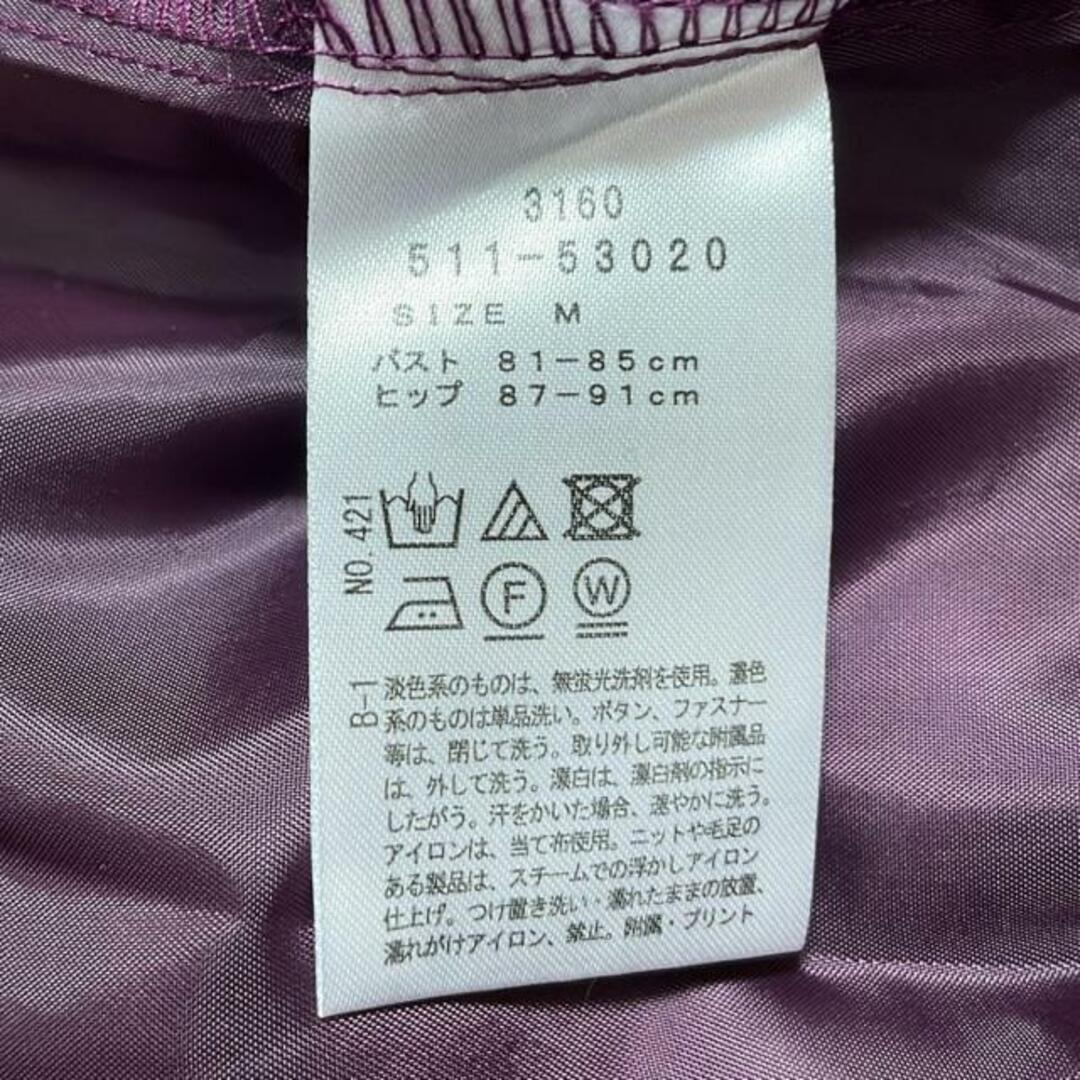 3160
511-53020
SIZE M
バスト 81-85cm
ヒップ 87-91cm
NO.421
F
W
B-1
淡色系のものは、無蛍光洗剤を使用。濃色
系のものは単品洗い。ボタン、ファスナー
等は、閉じて洗う。取り外し可能な附属品
は、外して洗う。漂白は、漂白剤の指示に
したがう。汗をかいた場合、速やかに洗う。
アイロンは、当て布使用。ニットや毛足の
ある製品は、スチームでの浮かしアイロン
仕上げ。つけ置き洗い・濡れたままの放置、
濡れがけアイロン、禁止。附属・プリント